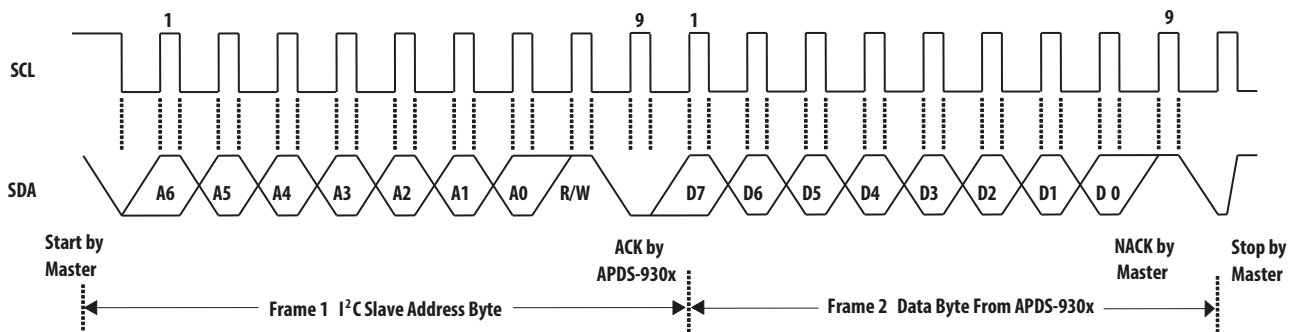 1 9 1 9
SCL
SDA A6 A5 A4 A3 A2 A1 A0 R/W D7 D6 D5 D4 D3 D2 D1 D 0
Start by
Master
ACK by
APDS-930x
NACK by
Master
Stop by
Master
Frame 1 I²C Slave Address Byte
Frame 2 Data Byte From APDS-930x